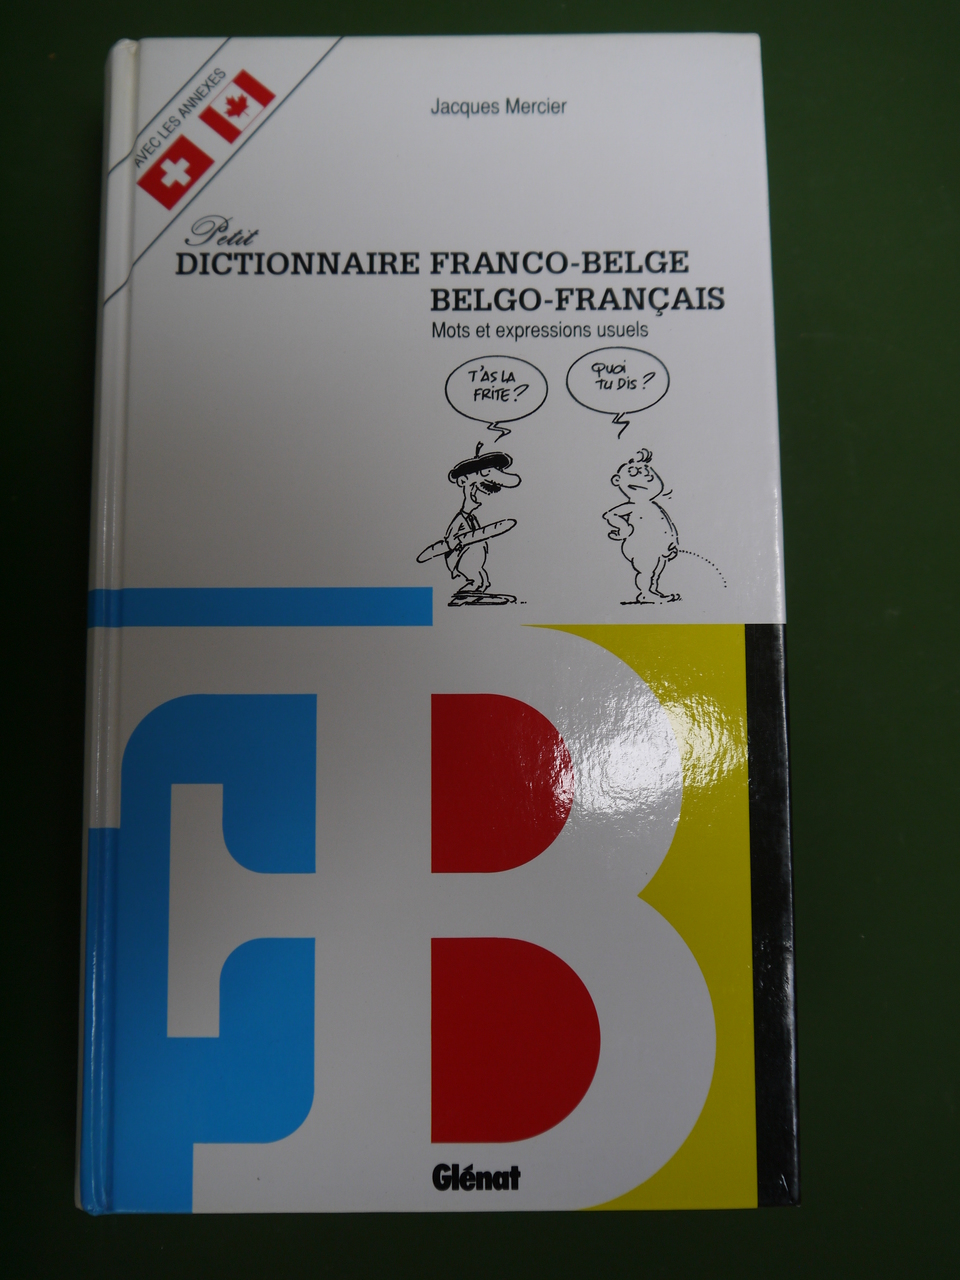 AVEC LES ANNEXES
Jacques Mercier
Petit
DICTIONNAIRE FRANCO-BELGE
BELGO-FRANÇAIS
Mots et expressions usuels
T'AS LA
FRITE?
QUOI
TU DIS?
FB
Glénat